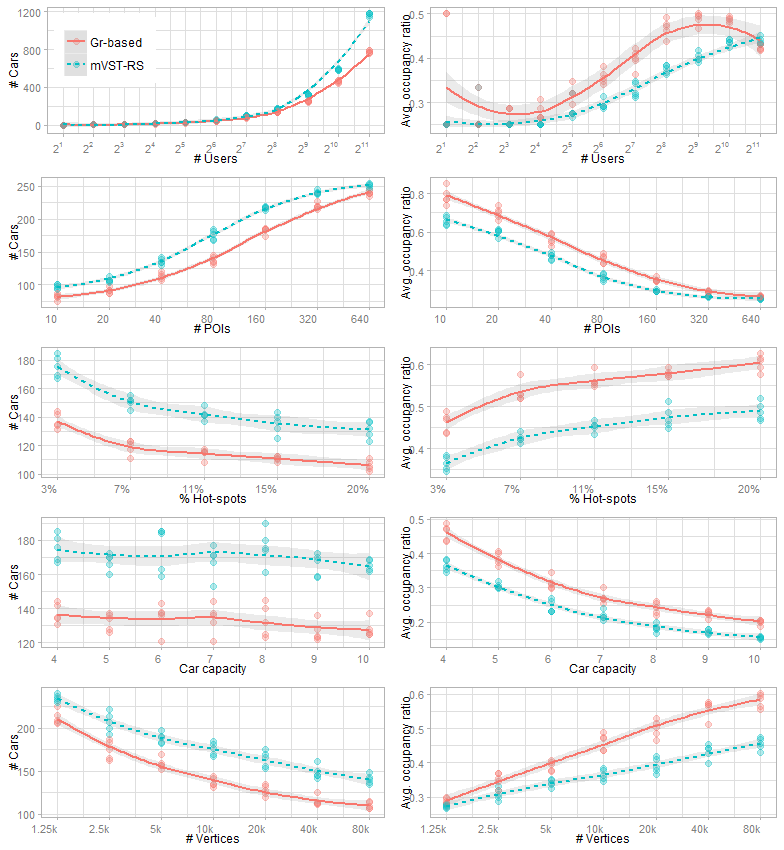 # Cars
1200
800
400
0
Gr-based
mVST-RS
2^1 2^2 2^3 2^4 2^5 2^6 2^7 2^8 2^9 2^10 2^11
# Users
Avg. occupancy ratio
0.5
0.4
0.3
2^1 2^2 2^3 2^4 2^5 2^6 2^7 2^8 2^9 2^10 2^11
# Users
# Cars
250
200
150
100
10 20 40 80 160 320 640
# POIs
Avg. occupancy ratio
0.8
0.6
0.4
10 20 40 80 160 320 640
# POIs
# Cars
180
160
140
120
100
3% 7% 11% 15% 20%
% Hot-spots
Avg. occupancy ratio
0.6
0.5
0.4
3% 7% 11% 15% 20%
% Hot-spots
# Cars
180
160
140
120
4 5 6 7 8 9 10
Car capacity
Avg. occupancy ratio
0.5
0.4
0.3
0.2
4 5 6 7 8 9 10
Car capacity
# Cars
200
150
100
1.25k 2.5k 5k 10k 20k 40k 80k
# Vertices
Avg. occupancy ratio
0.6
0.5
0.4
0.3
1.25k 2.5k 5k 10k 20k 40k 80k
# Vertices